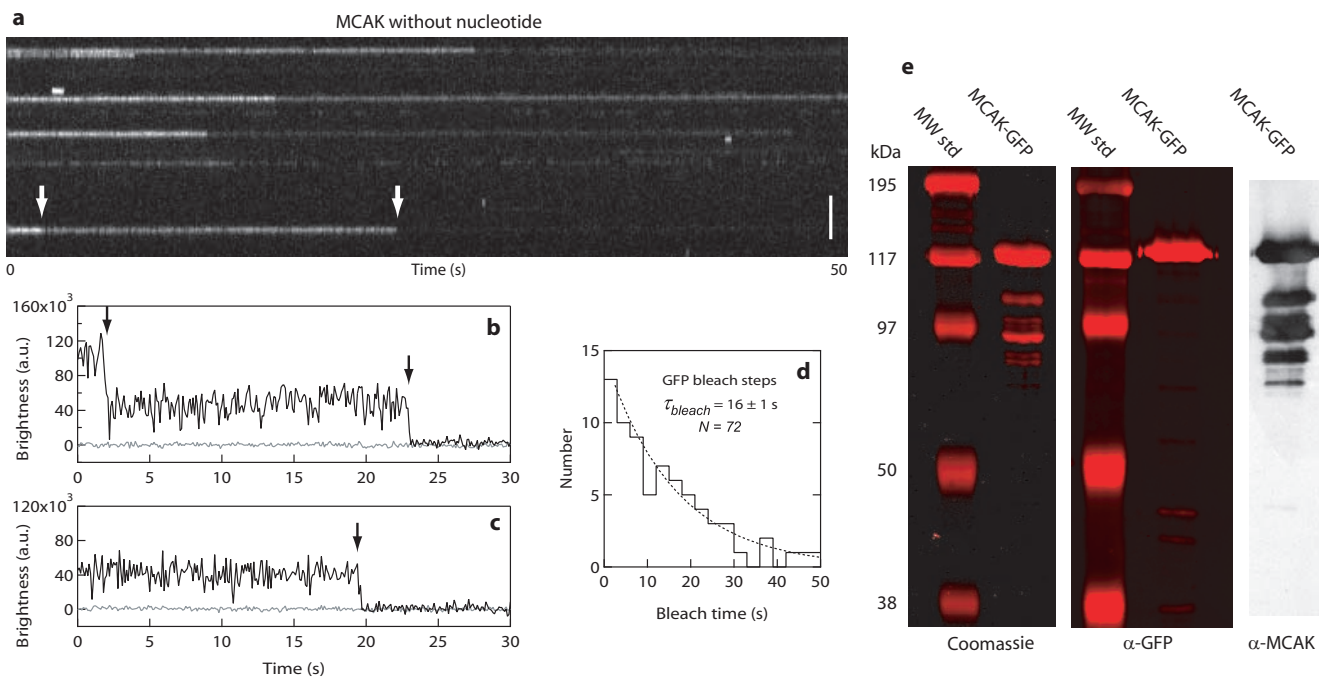 a
MCAK without nucleotide
0
Time (s)
50
b
160x10³
120
80
40
0
Brightness (a.u.)
0 5 10 15 20 25 30
c
120x10³
80
40
0
Brightness (a.u.)
0 5 10 15 20 25 30
Time (s)
d
GFP bleach steps
τbleach = 16 ± 1 s
N = 72
15
10
5
0
Number
0 10 20 30 40 50
Bleach time (s)
e
MW std
MCAK-GFP
MW std
MCAK-GFP
MCAK-GFP
kDa
195
117
97
50
38
Coomassie
α-GFP
α-MCAK